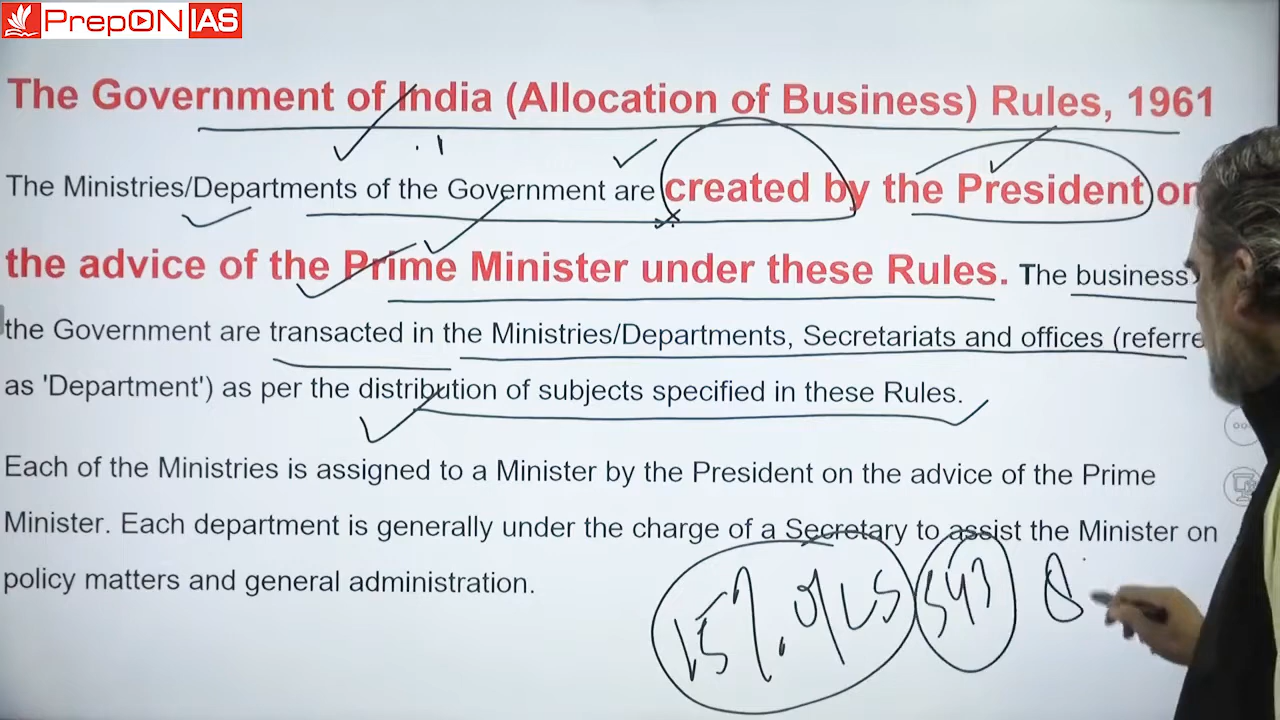 PrepON IAS
The Government of India (Allocation of Business) Rules, 1961
The Ministries/Departments of the Government are created by the President on
the advice of the Prime Minister under these Rules. The business
the Government are transacted in the Ministries/Departments, Secretariats and offices (referre
as 'Department') as per the distribution of subjects specified in these Rules.
Each of the Ministries is assigned to a Minister by the President on the advice of the Prime
Minister. Each department is generally under the charge of a Secretary to assist the Minister on
policy matters and general administration.
15%. of LS 543 8